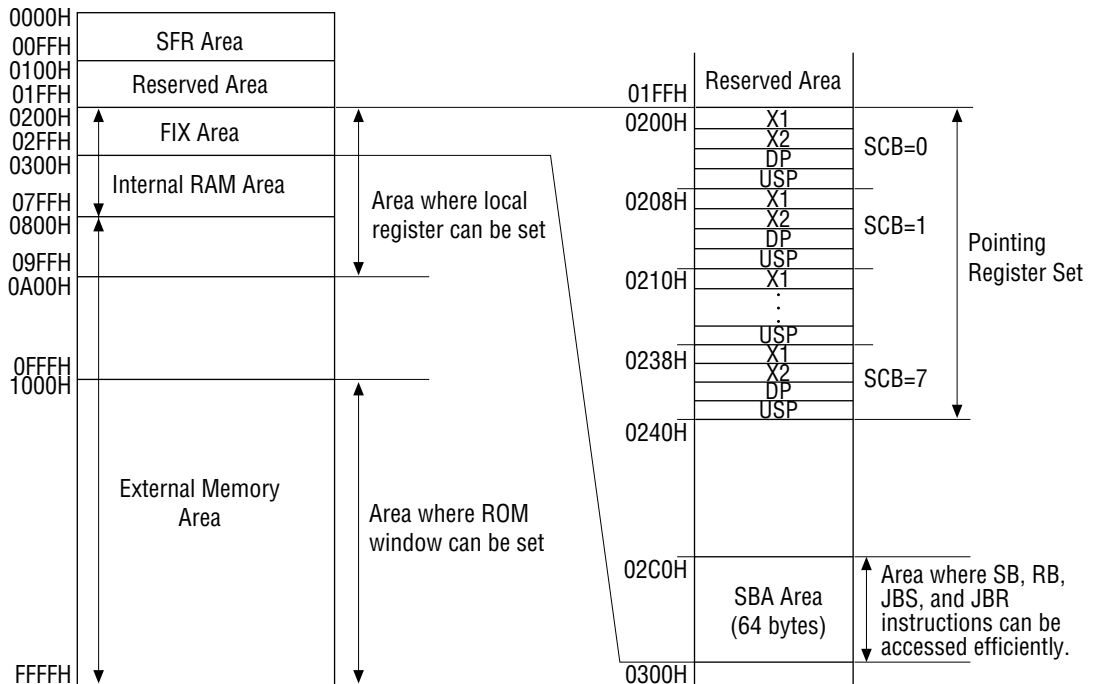 0000H
00FFH
SFR Area
0100H
01FFH
Reserved Area
0200H
02FFH
FIX Area
0300H
07FFH
Internal RAM Area
0800H
09FFH
0A00H
0FFFH
1000H
External Memory
Area
FFFFH
Area where local
register can be set
Area where ROM
window can be set
Reserved Area
01FFH
0200H
X1
X2
DP
USP
SCB=0
0208H
X1
X2
DP
USP
SCB=1
0210H
X1
USP
0238H
X1
X2
DP
USP
SCB=7
0240H
Pointing
Register Set
02C0H
SBA Area
(64 bytes)
0300H
Area where SB, RB,
JBS, and JBR
instructions can be
accessed efficiently.